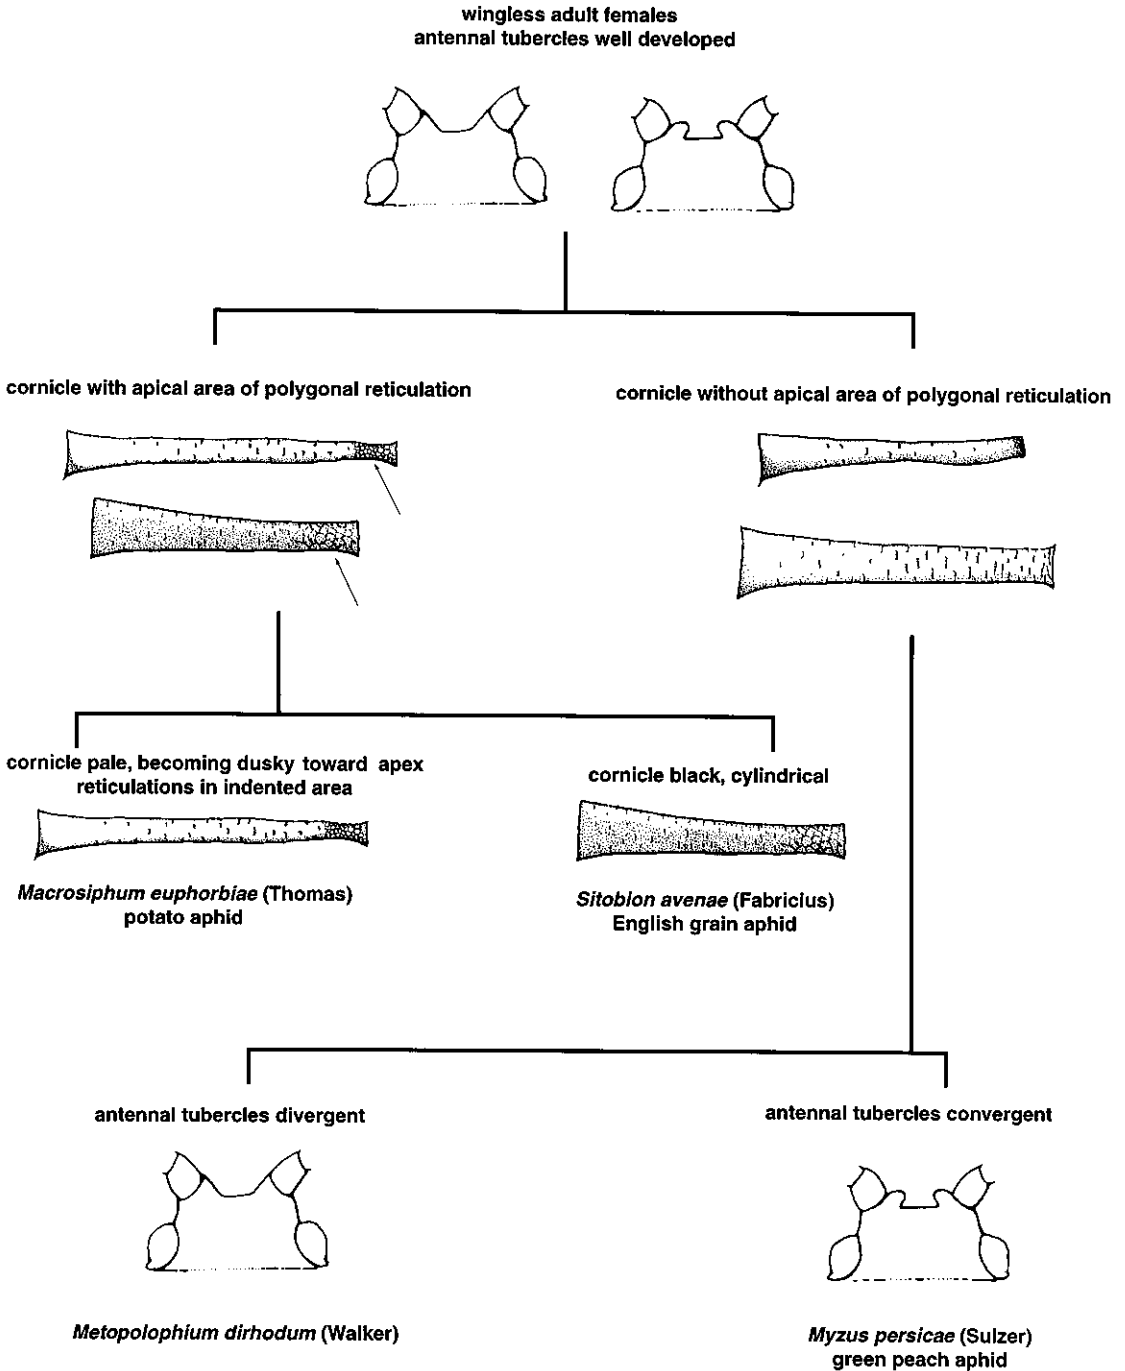 wingless adult females
antennal tubercles well developed
cornicle with apical area of polygonal reticulation
cornicle without apical area of polygonal reticulation
cornicle pale, becoming dusky toward apex
reticulations in indented area
cornicle black, cylindrical
Macrosiphum euphorbiae (Thomas)
potato aphid
Sitobion avenae (Fabricius)
English grain aphid
antennal tubercles divergent
antennal tubercles convergent
Metopolophium dirhodum (Walker)
Myzus persicae (Sulzer)
green peach aphid